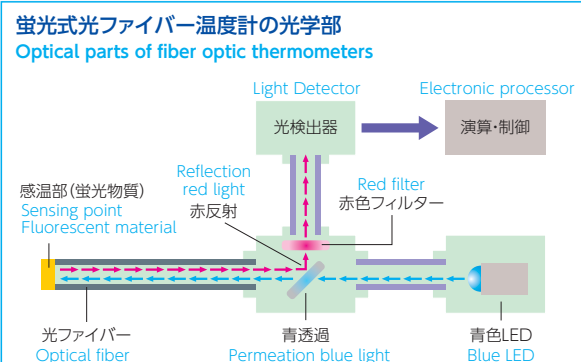 蛍光式光ファイバー温度計の光学部
Optical parts of fiber optic thermometers
Light Detector
光検出器
Electronic processor
演算・制御
Reflection
red light
赤反射
Red filter
赤色フィルター
感温部(蛍光物質)
Sensing point
Fluorescent material
光ファイバー
Optical fiber
青透過
Permeation blue light
青色LED
Blue LED